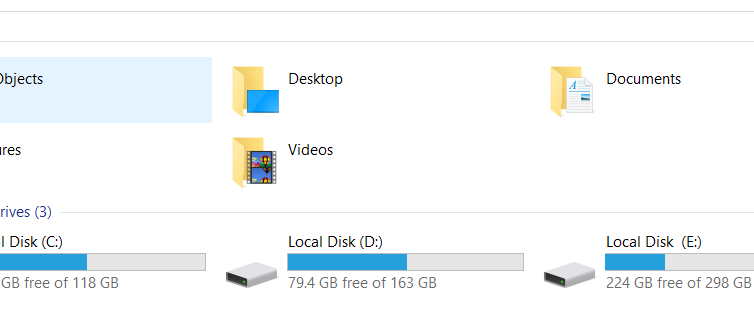 Objects
Desktop
Documents
ures
Videos
rives (3)
l Disk (C:)
Local Disk (D:)
Local Disk  (E:)
GB free of 118 GB
79.4 GB free of 163 GB
224 GB free of 298 GB